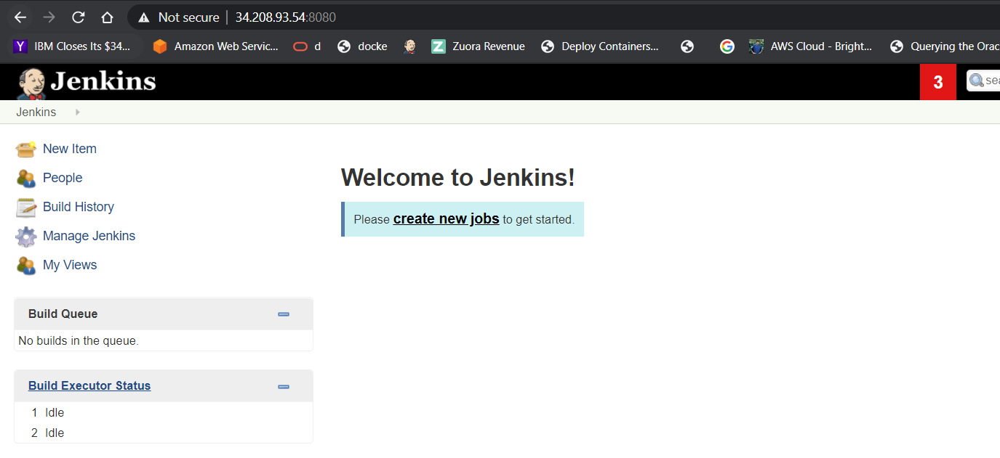 Not secure 34.208.93.54:8080
Y IBM Closes Its $34... Amazon Web Servic... d docke Z Zuora Revenue Deploy Containers... G AWS Cloud - Bright... Querying the Orac
Jenkins 3 sea
Jenkins
New Item
People
Build History
Manage Jenkins
My Views
Welcome to Jenkins!
Please create new jobs to get started.
Build Queue
No builds in the queue.
Build Executor Status
1 Idle
2 Idle